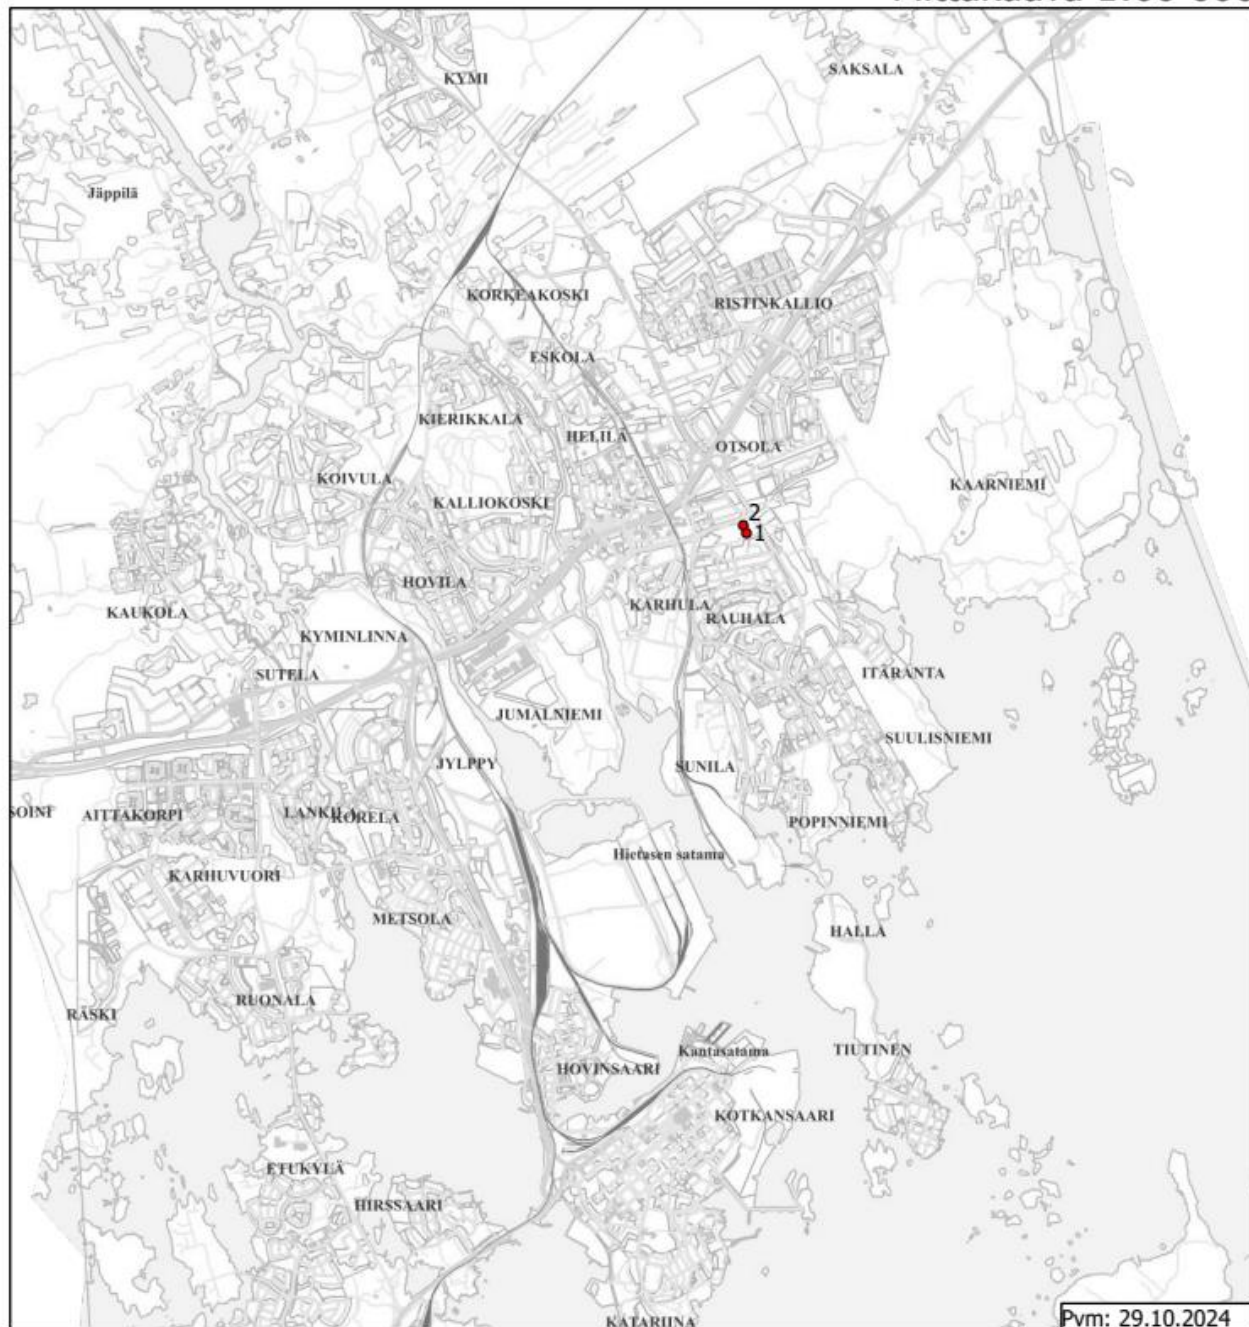 KYMI
SAKSALA
Jäppilä
KORKEAKOSKI
RISTINKALLIO
ESKOLA
KIERIKKALA
HELILÄ
OTSOLA
KOIVULA
KAARNIEMI
KALLIOKOSKI
2
1
HOVILA
KARHULA
KAUKOLA
RAUHALA
KYMINLINNA
SUTELA
ITÄRANTA
JUMALNIEMI
SUULISNIEMI
JYLPPY
SUNILA
SOINI
AITTAKORPI
LANKILA
KORELA
POPINNIEMI
Hietasen satama
KARHUVUORI
METSOLA
HALLA
RUONALA
RÄSKI
TIUTINEN
Kantasatama
HOVINSAARI
KOTKANSAARI
ETUKYLÄ
HIRSSAARI
KATARIINA
Pvm: 29.10.2024